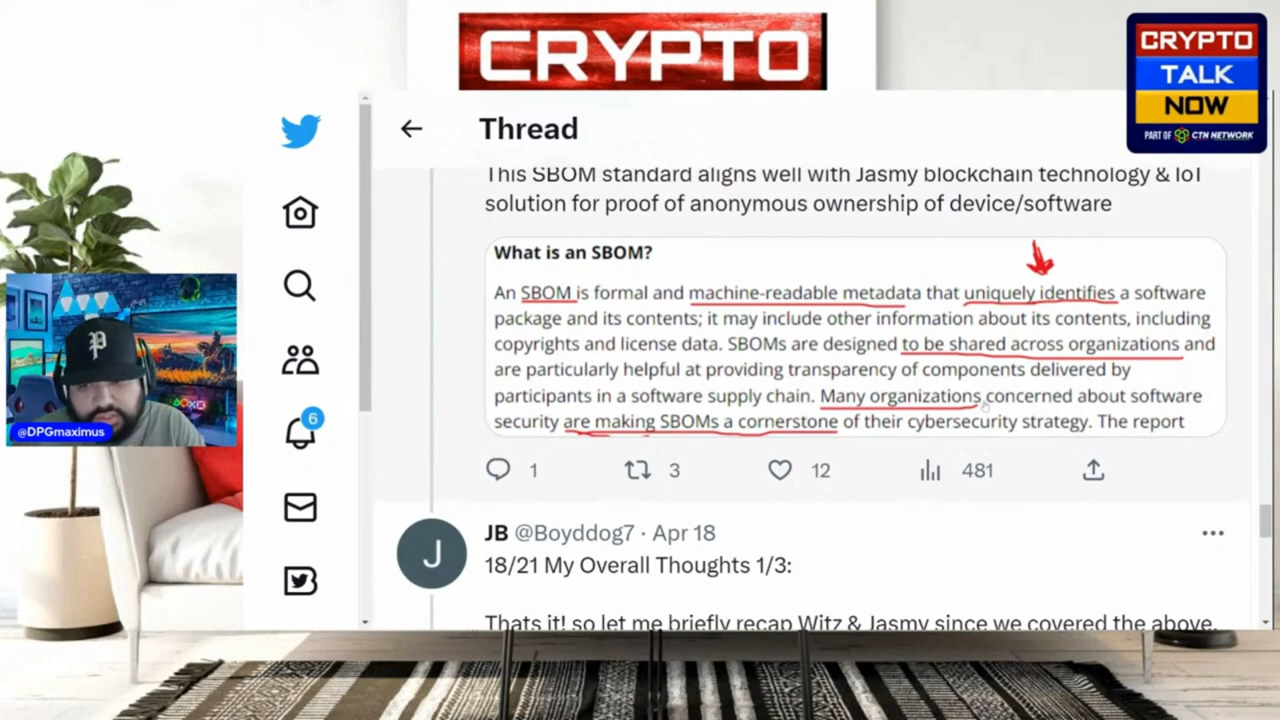 CRYPTO
CRYPTO
TALK
NOW
PART OF CTN NETWORK
Thread
This SBOM standard aligns well with Jasmy blockchain technology & IoT
solution for proof of anonymous ownership of device/software
What is an SBOM?
An SBOM is formal and machine-readable metadata that uniquely identifies a software
package and its contents; it may include other information about its contents, including
copyrights and license data. SBOMs are designed to be shared across organizations and
are particularly helpful at providing transparency of components delivered by
participants in a software supply chain. Many organizations concerned about software
security are making SBOMs a cornerstone of their cybersecurity strategy. The report
1 3 12 481
6
P
@DPGmaximus
J
JB @Boyddog7 · Apr 18
18/21 My Overall Thoughts 1/3:
Thats it! so let me briefly recap Witz & Jasmy since we covered the above,